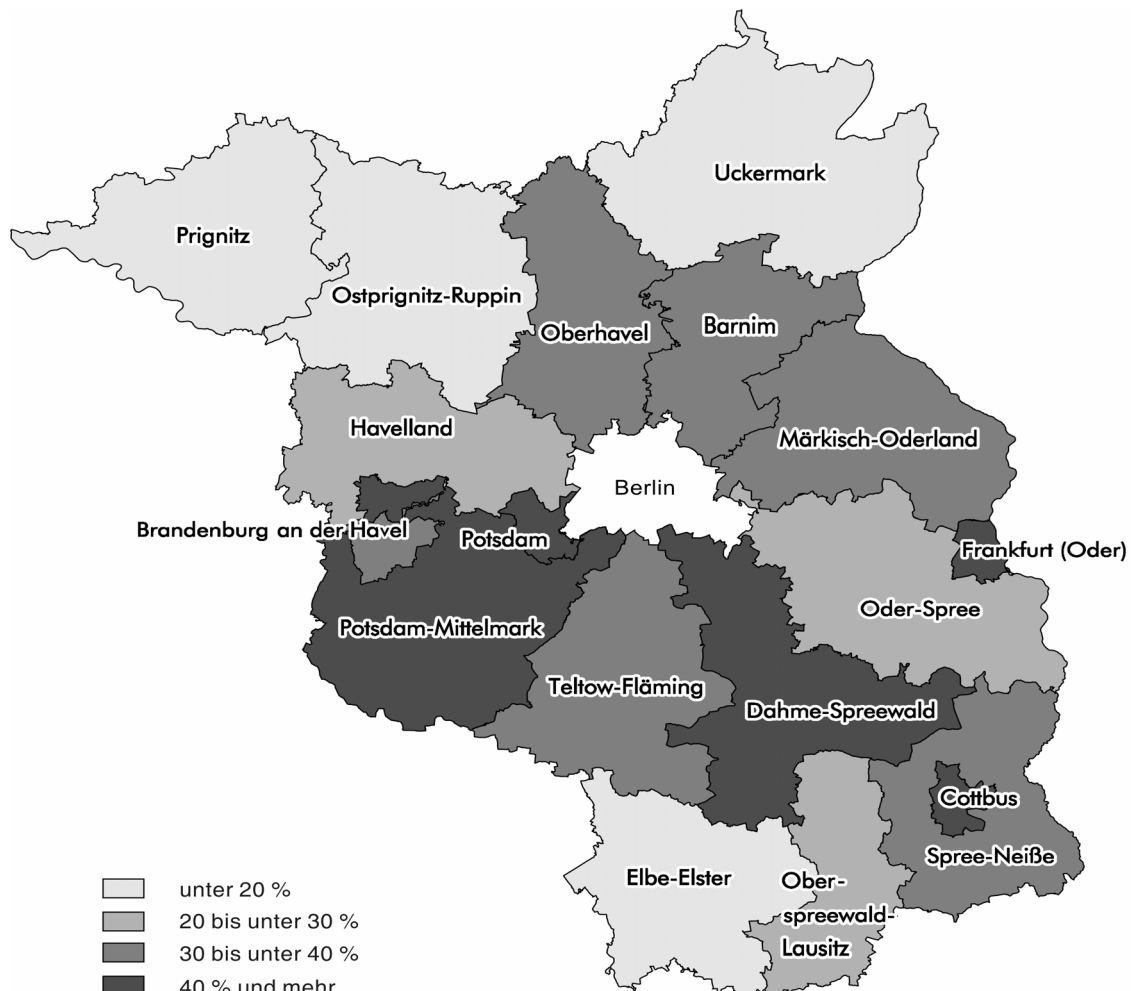 Uckermark
Prignitz
Ostprignitz-Ruppin
Oberhavel
Barnim
Havelland
Märkisch-Oderland
Berlin
Brandenburg an der Havel
Potsdam
Frankfurt (Oder)
Oder-Spree
Potsdam-Mittelmark
Teltow-Fläming
Dahme-Spreewald
Cottbus
Spree-Neiße
Elbe-Elster
Ober-
spreewald-
Lausitz
unter 20 %
20 bis unter 30 %
30 bis unter 40 %
40 % und mehr